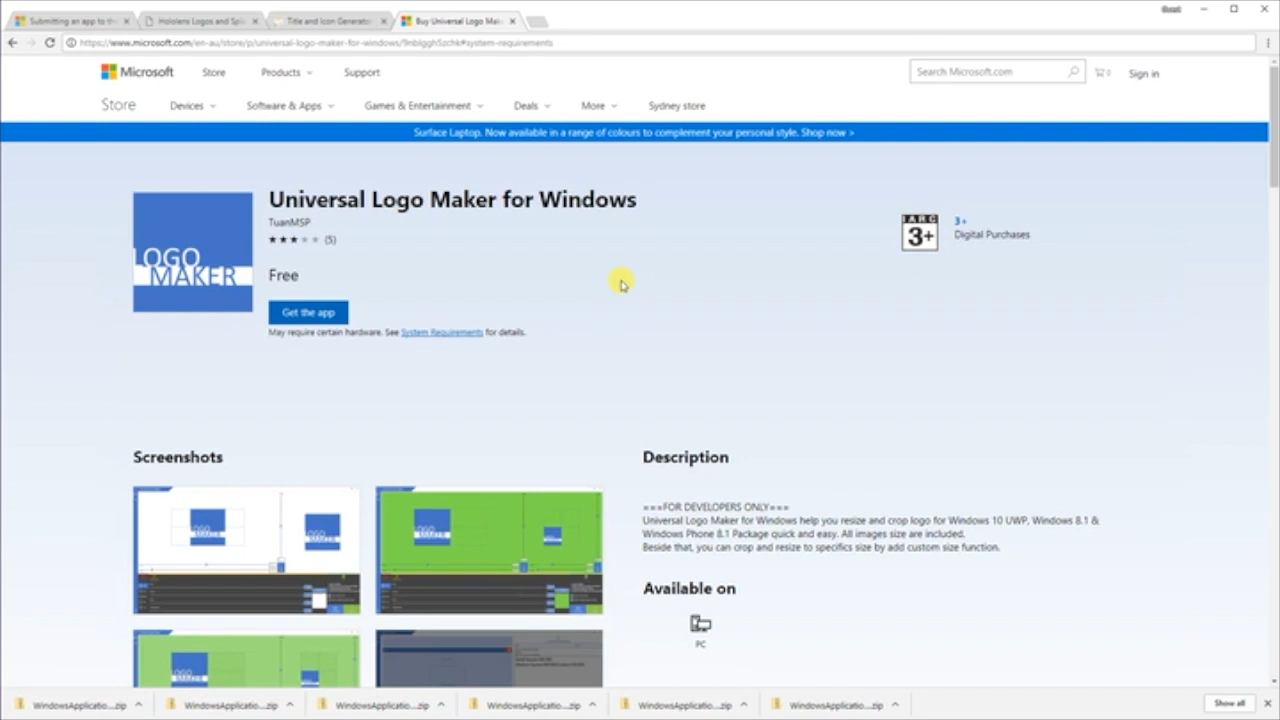 Submitting an app to th
Hololens Logos and Spl
Title and Icon Generator
Buy Universal Logo Mak
https://www.microsoft.com/en-au/store/p/universal-logo-maker-for-windows/9nblggh5zchk#system-requirements
Microsoft
Store
Products
Support
Search Microsoft.com
0
Sign in
Store
Devices
Software & Apps
Games & Entertainment
Deals
More
Sydney store
Surface Laptop. Now available in a range of colours to complement your personal style. Shop now >
LOGO
MAKER
Universal Logo Maker for Windows
TuanMSP
(5)
Free
Get the app
May require certain hardware. See System Requirements for details.
IARC
3+
3+
Digital Purchases
Screenshots
Description
===FOR DEVELOPERS ONLY===
Universal Logo Maker for Windows help you resize and crop logo for Windows 10 UWP, Windows 8.1 &
Windows Phone 8.1 Package quick and easy. All images size are included.
Beside that, you can crop and resize to specifics size by add custom size function.
Available on
PC
WindowsApplicatio....zip
WindowsApplicatio....zip
WindowsApplicatio....zip
WindowsApplicatio....zip
WindowsApplicatio....zip
WindowsApplicatio....zip
Show all